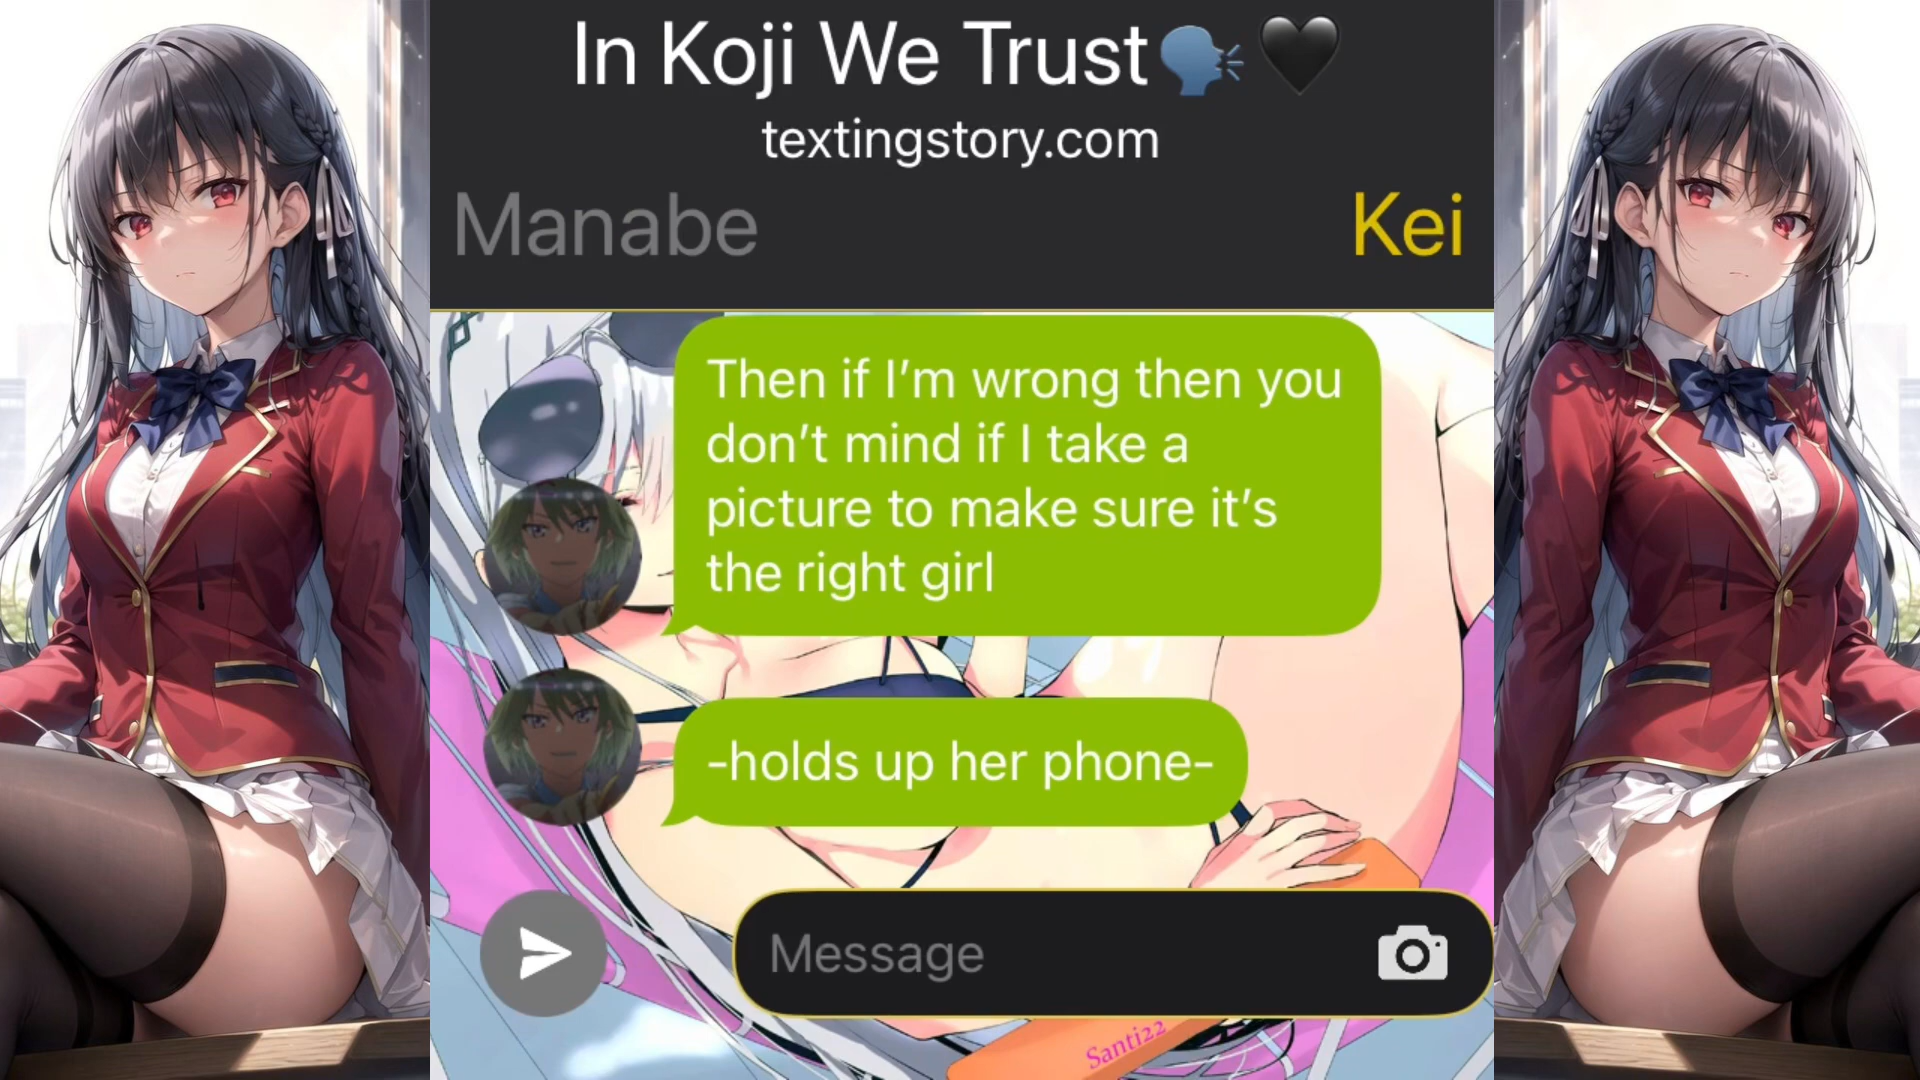 In Koji We Trust🗣️🖤
textingstory.com
Manabe
Kei
Then if I’m wrong then you
don’t mind if I take a
picture to make sure it’s
the right girl
-holds up her phone-
Message
Santi22